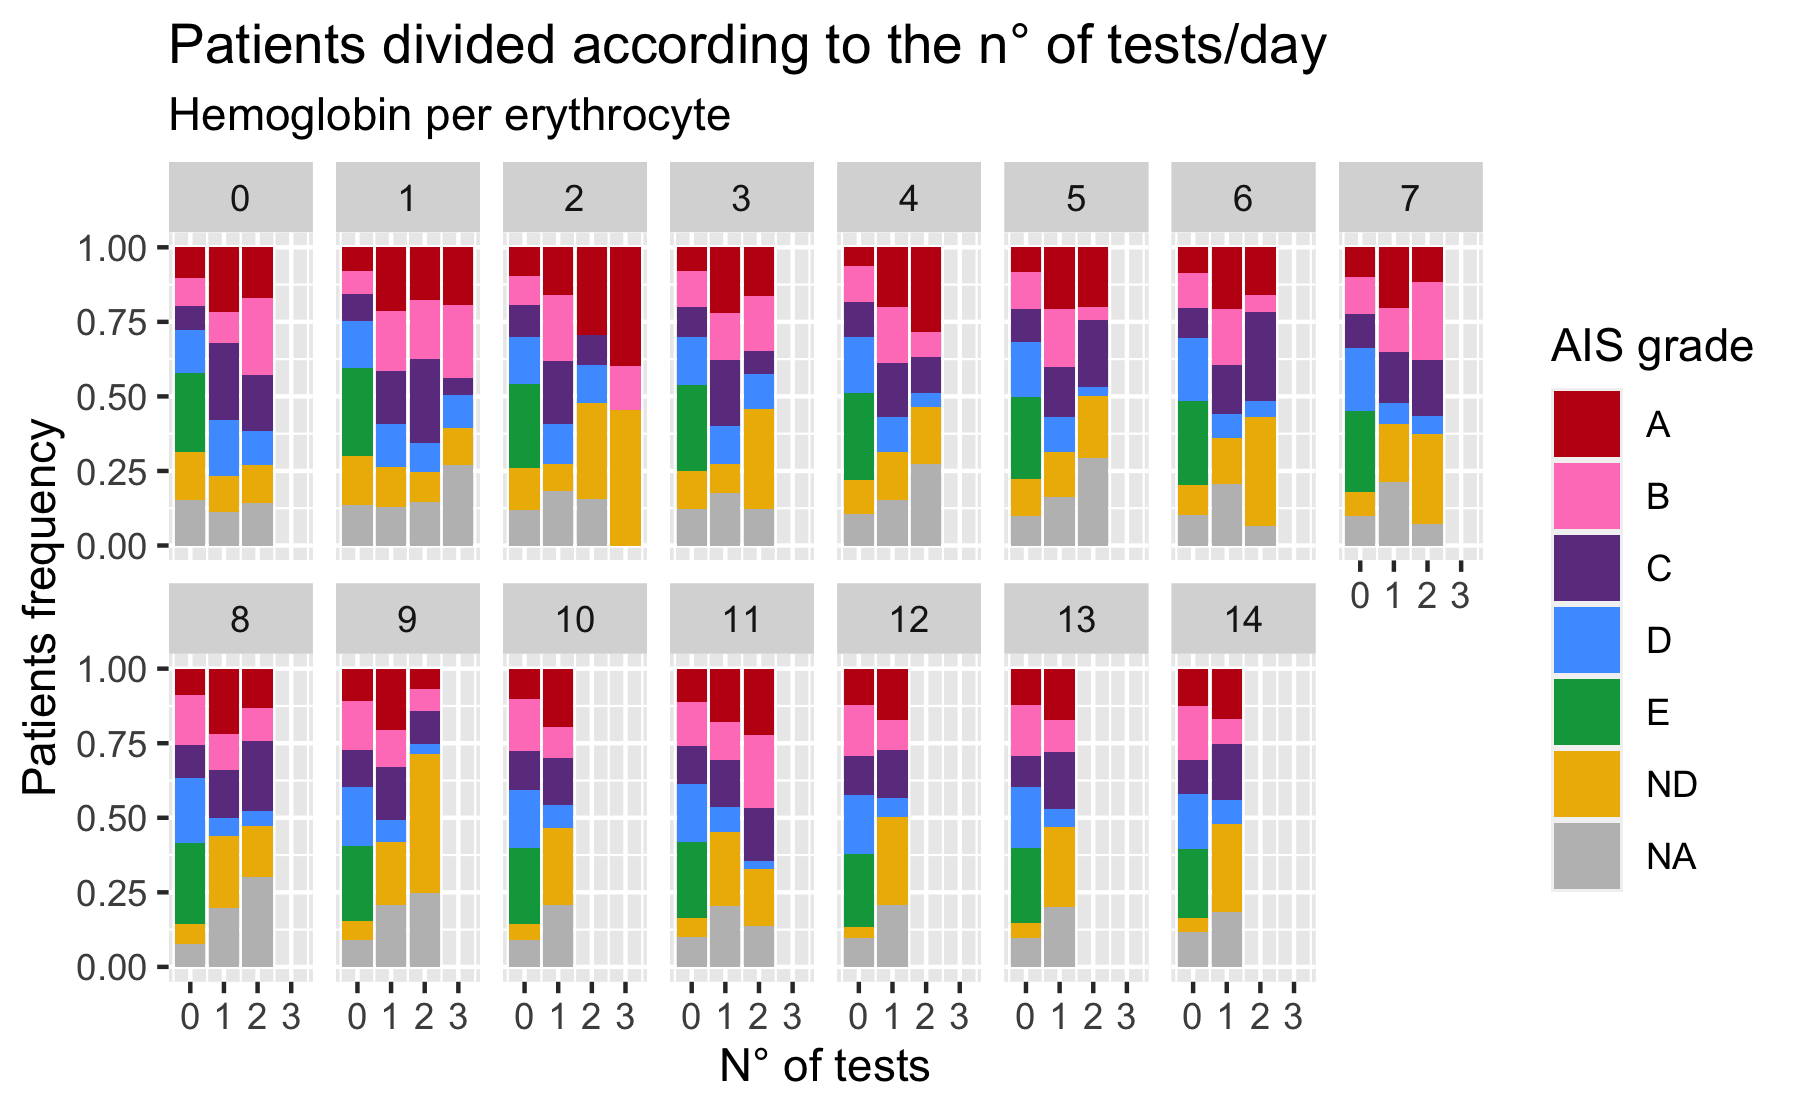 Patients divided according to the n° of tests/day
Hemoglobin per erythrocyte
0 1 2 3 4 5 6 7
1.00
0.75
0.50
0.25
0.00
0 1 2 3
8 9 10 11 12 13 14
1.00
0.75
0.50
0.25
0.00
0 1 2 3 0 1 2 3 0 1 2 3 0 1 2 3 0 1 2 3 0 1 2 3 0 1 2 3
N° of tests
Patients frequency
AIS grade
A
B
C
D
E
ND
NA